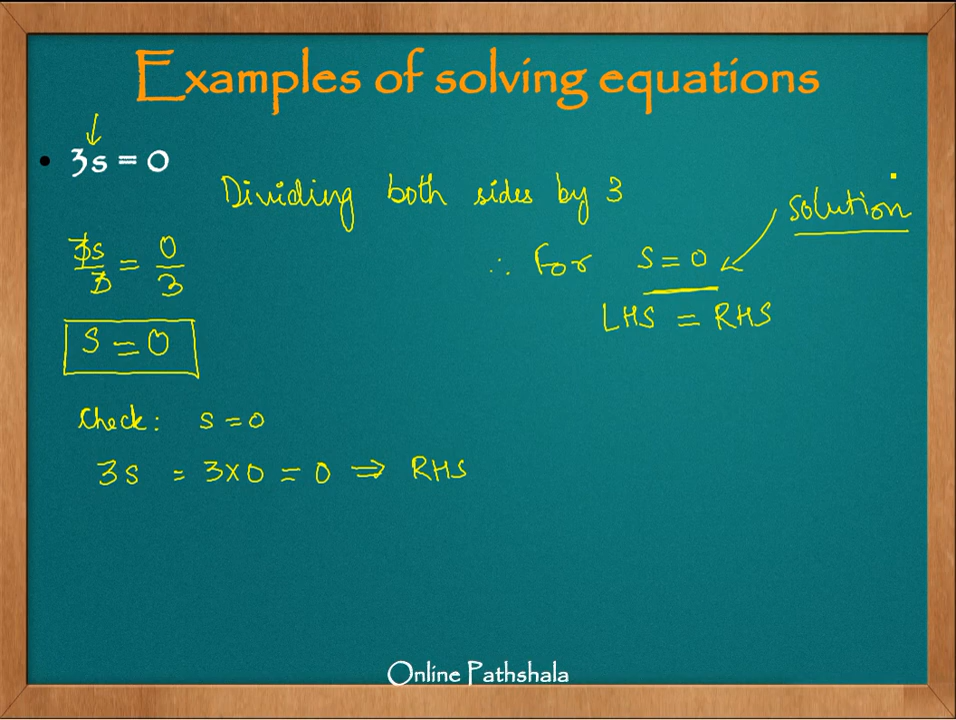 Examples of solving equations
• 3s = 0
Dividing both sides by 3
solution
3s/3 = 0/3
∴ For s = 0
LHS = RHS
s = 0
Check: s = 0
3s = 3×0 = 0 ⇒ RHS
Online Pathshala